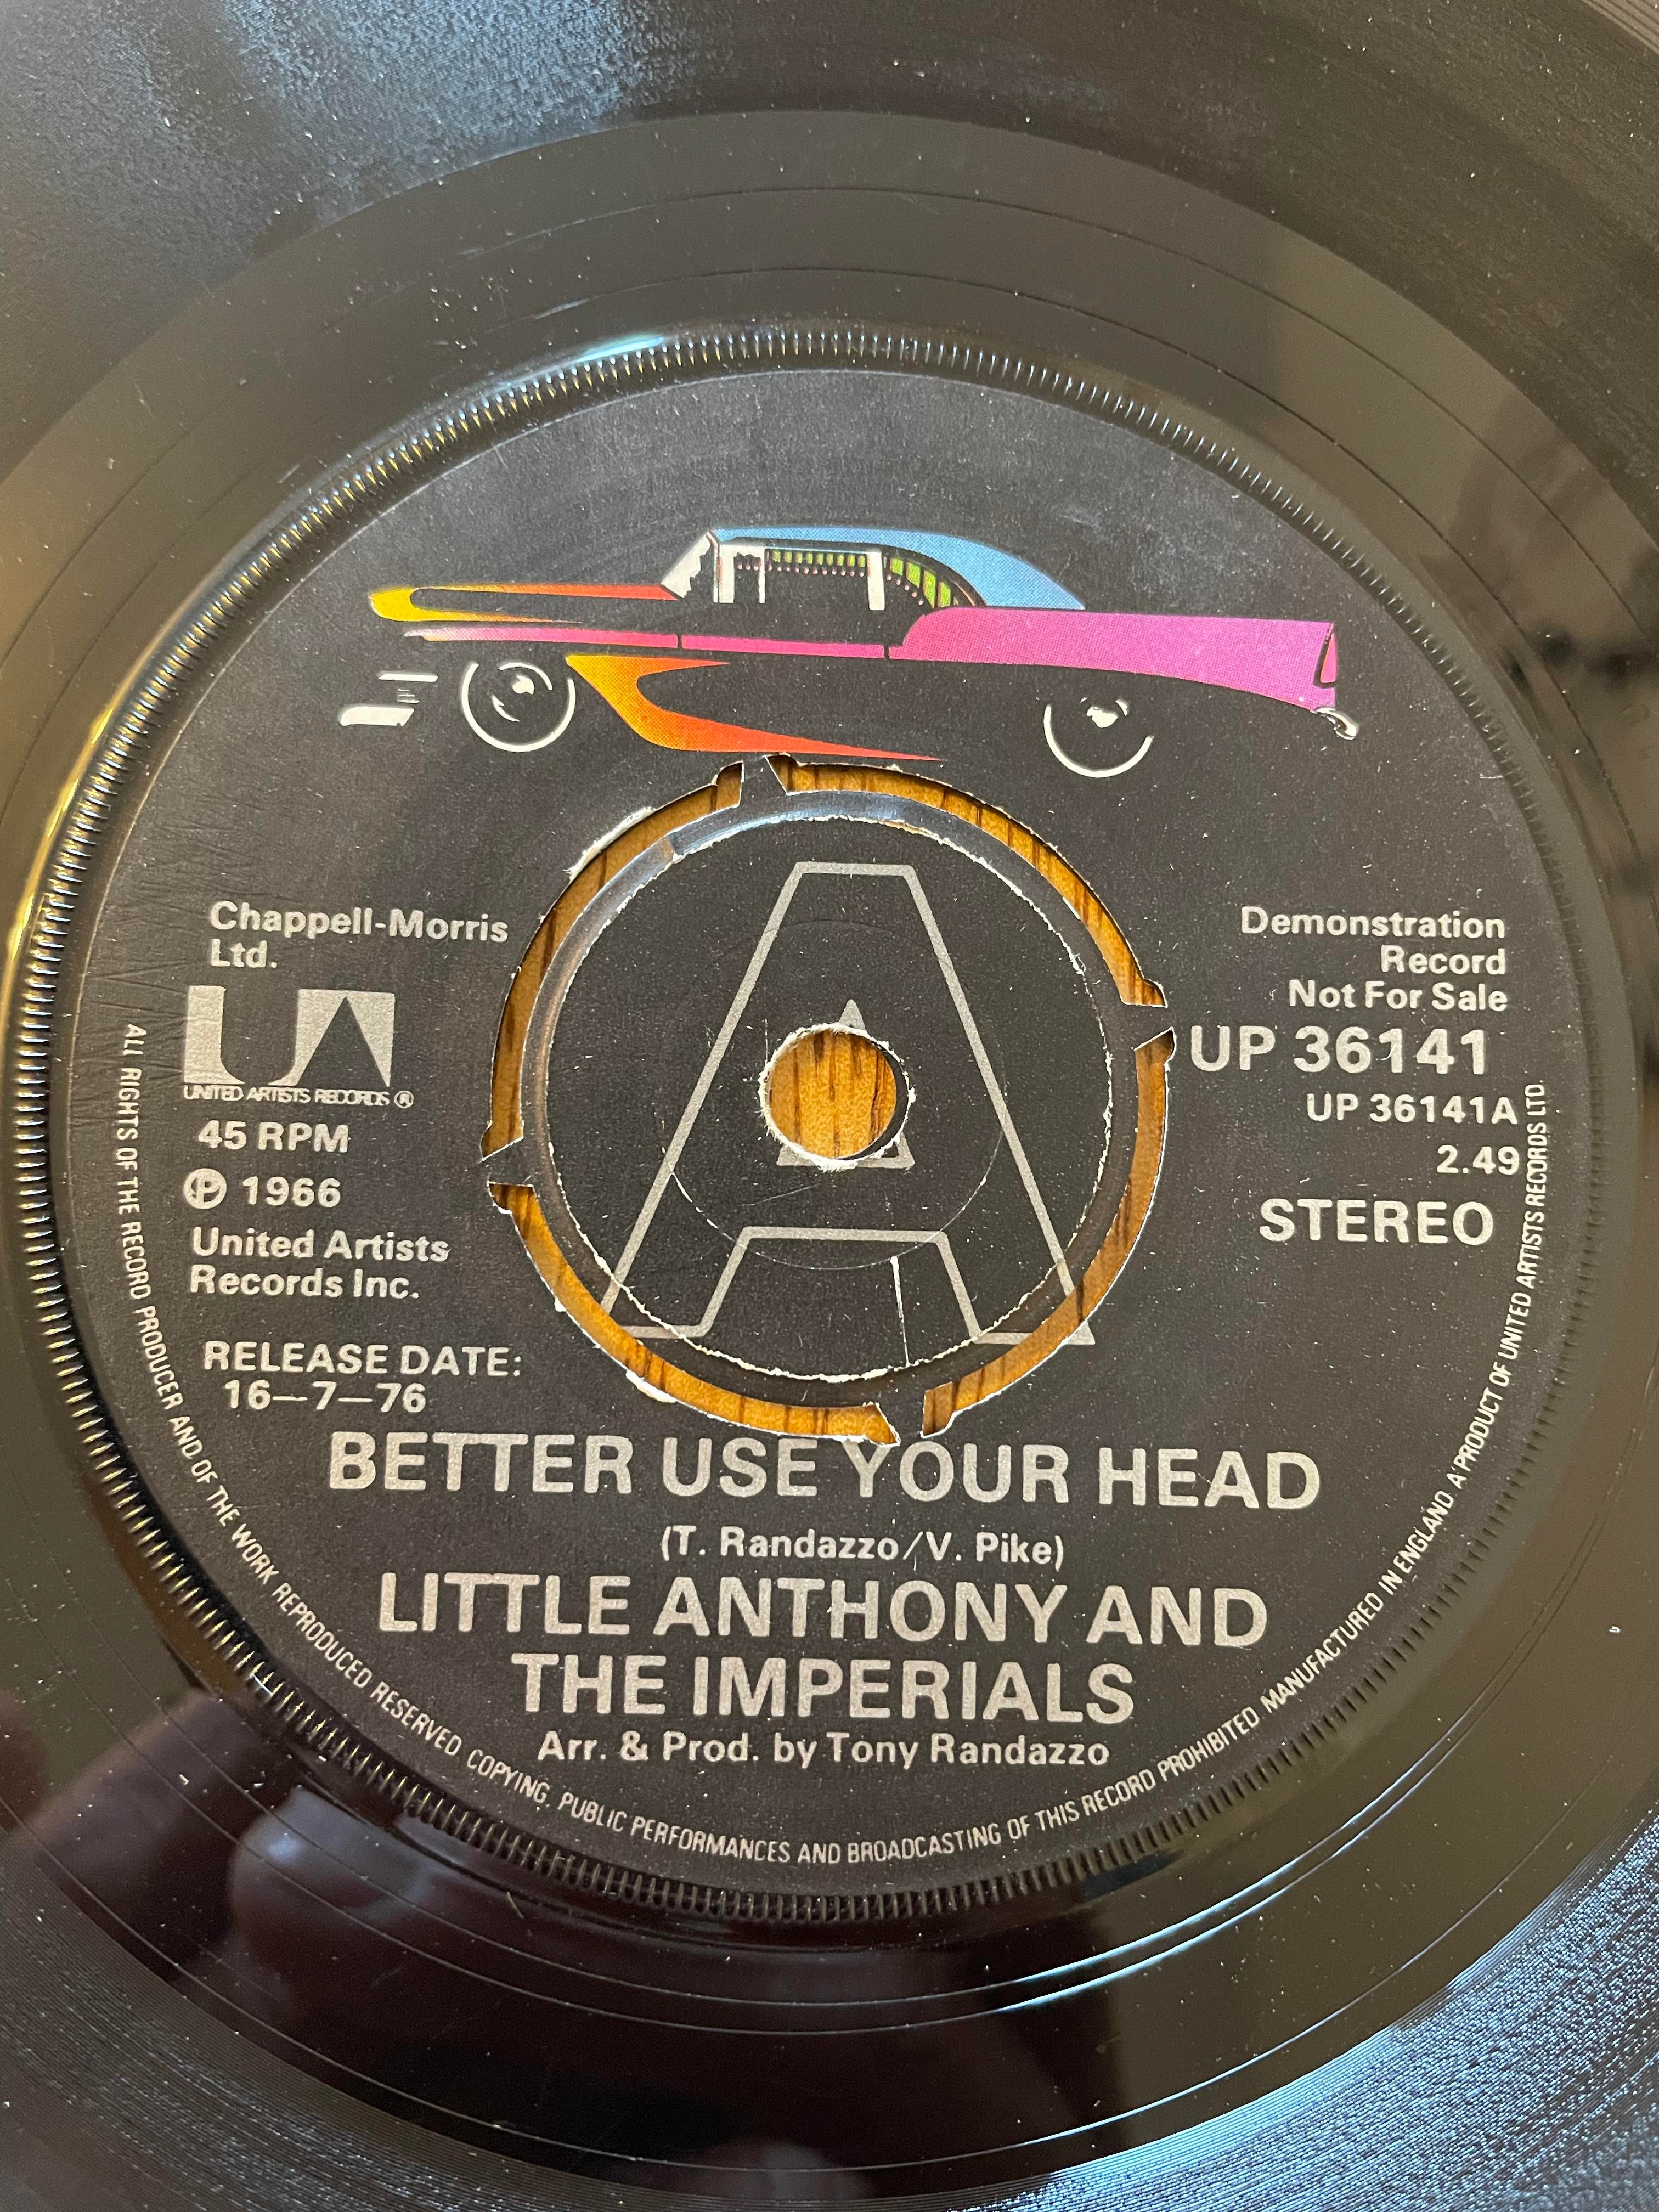 Chappell-Morris
Ltd.
UA
UNITED ARTISTS RECORDS ®
45 RPM
Ⓟ 1966
United Artists
Records Inc.
RELEASE DATE:
16—7—76
A
Demonstration
Record
Not For Sale
UP 36141
UP 36141A
2.49
STEREO
BETTER USE YOUR HEAD
(T. Randazzo/V. Pike)
LITTLE ANTHONY AND
THE IMPERIALS
Arr. & Prod. by Tony Randazzo
ALL RIGHTS OF THE RECORD PRODUCER AND OF THE WORK REPRODUCED RESERVED COPYING, PUBLIC PERFORMANCES AND BROADCASTING OF THIS RECORD PROHIBITED MANUFACTURED IN ENGLAND A PRODUCT OF UNITED ARTISTS RECORDS LTD.